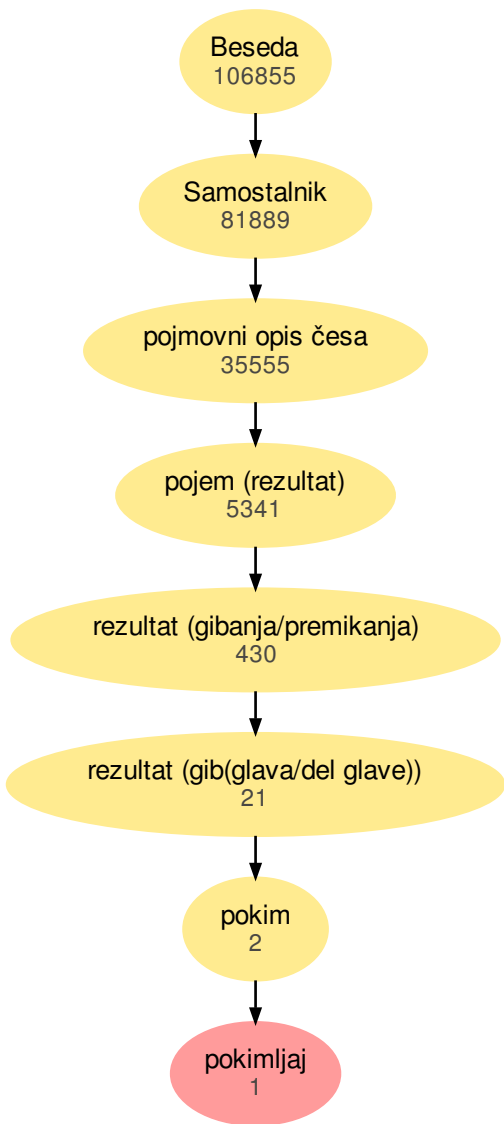 Beseda
106855
Samostalnik
81889
pojmovni opis česa
35555
pojem (rezultat)
5341
rezultat (gibanja/premikanja)
430
rezultat (gib(glava/del glave))
21
pokim
2
pokimljaj
1